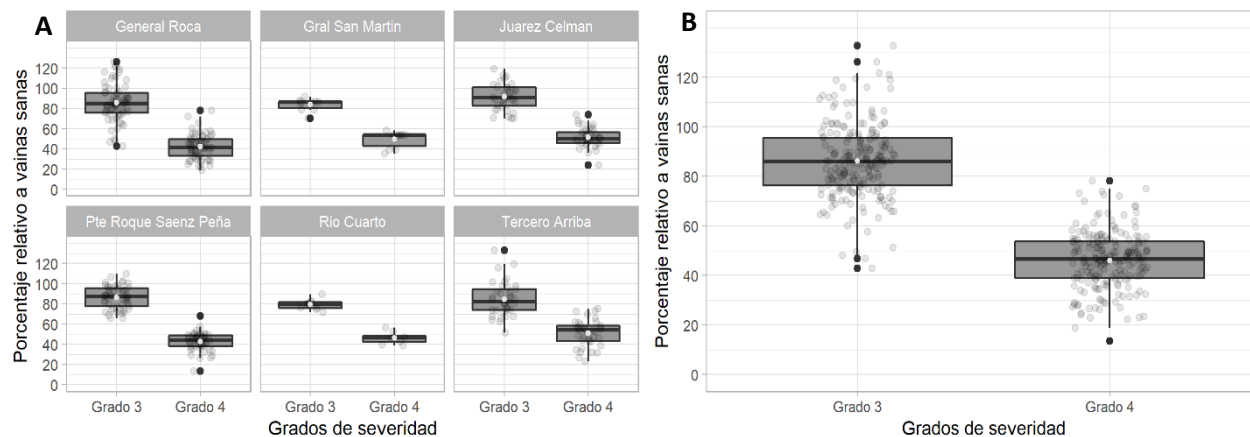 A
General Roca
Gral San Martin
Juarez Celman
Porcentaje relativo a vainas sanas
120
100
80
60
40
20
0
Pte Roque Saenz Peña
Rio Cuarto
Tercero Arriba
120
100
80
60
40
20
0
Grado 3
Grado 4
Grado 3
Grado 4
Grado 3
Grado 4
Grados de severidad
B
Porcentaje relativo a vainas sanas
120
100
80
60
40
20
0
Grado 3
Grado 4
Grados de severidad